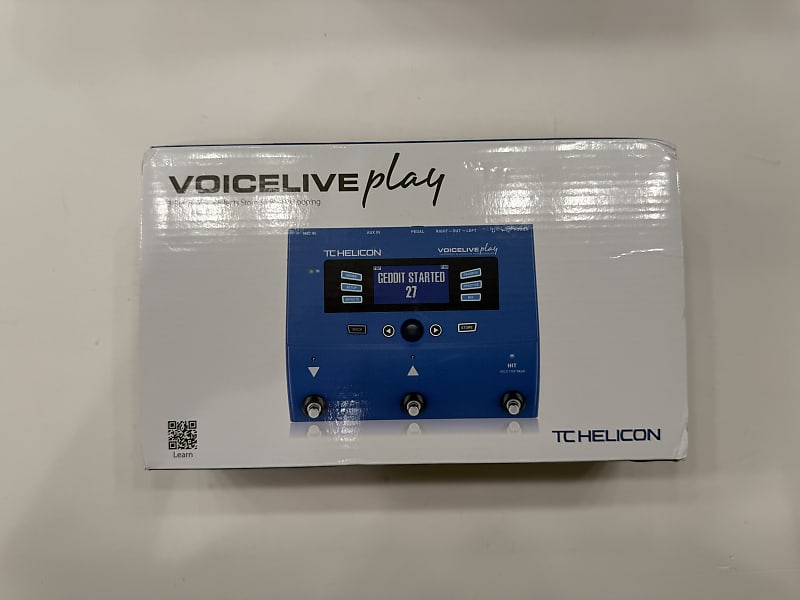 VOICELIVE play
MIC IN
AUX IN
PEDAL
RIGHT - OUT - LEFT
TC HELICON
VOICELIVE play
GEDDIT STARTED
27
BACK
STORE
HIT
Learn
TC HELICON